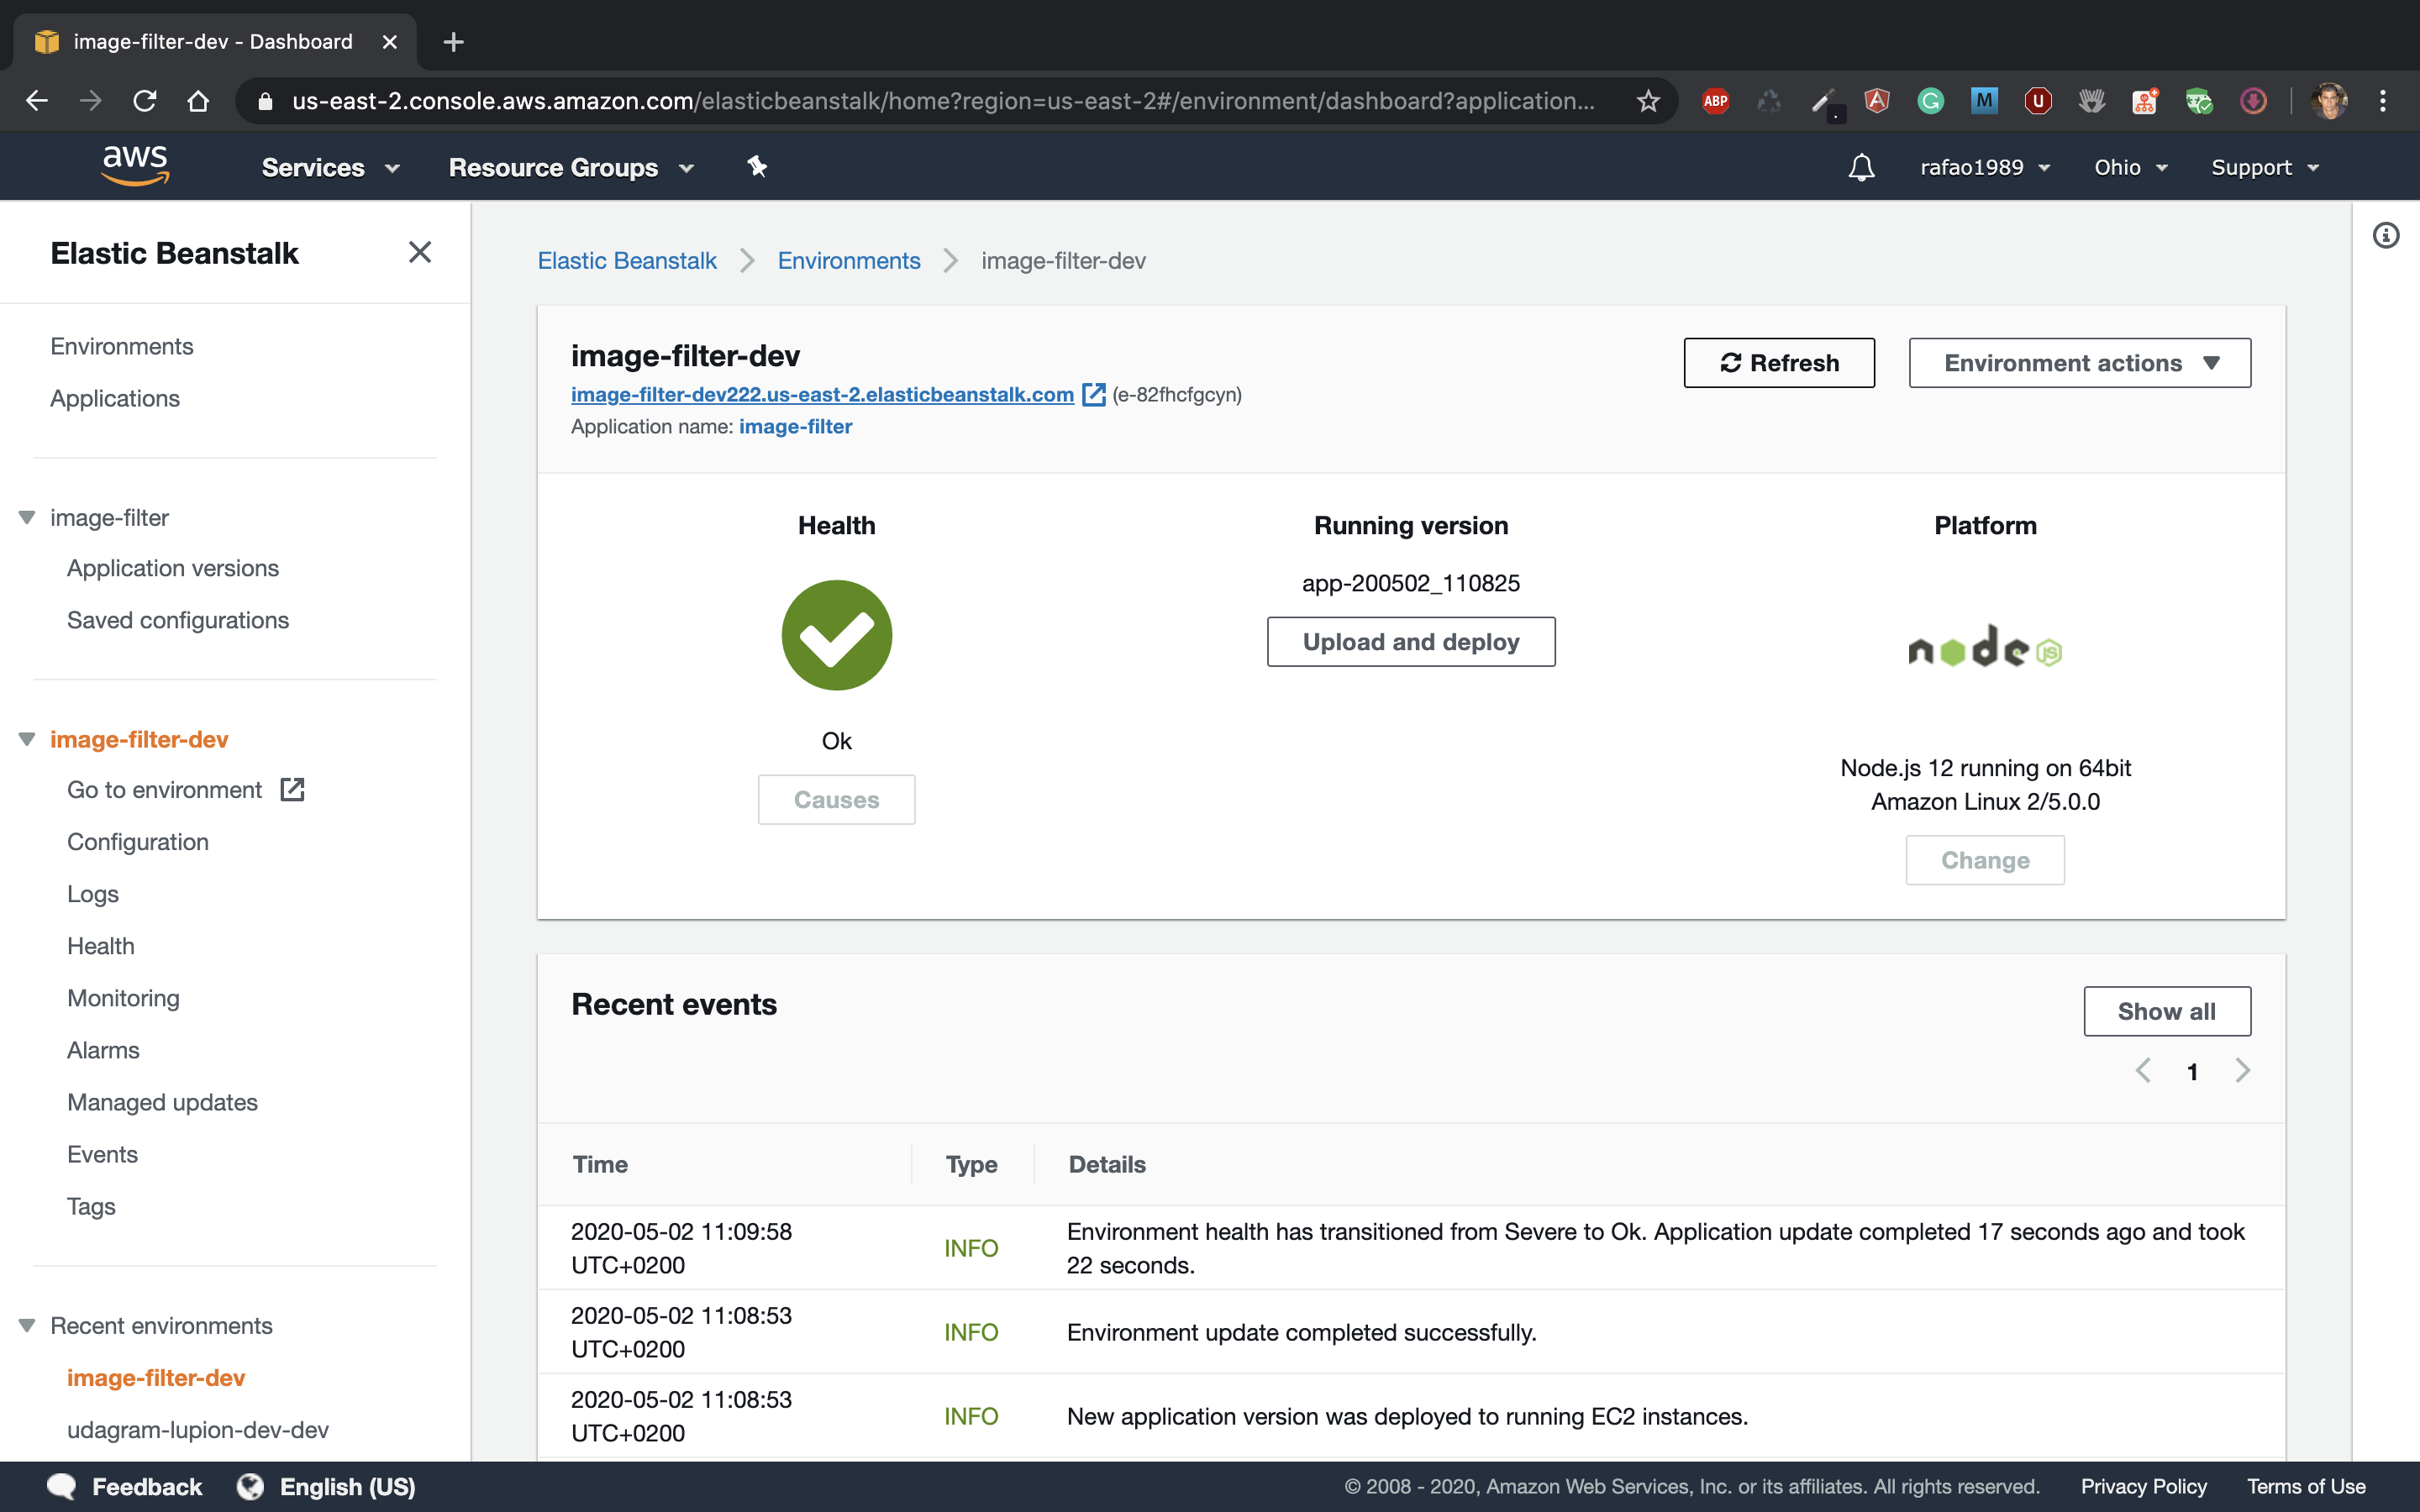 image-filter-dev - Dashboard
us-east-2.console.aws.amazon.com/elasticbeanstalk/home?region=us-east-2#/environment/dashboard?application...
ABP
aws
Services
Resource Groups
rafao1989
Ohio
Support
Elastic Beanstalk
Environments
Applications
image-filter
Application versions
Saved configurations
image-filter-dev
Go to environment
Configuration
Logs
Health
Monitoring
Alarms
Managed updates
Events
Tags
Recent environments
image-filter-dev
udagram-lupion-dev-dev
Elastic Beanstalk
Environments
image-filter-dev
image-filter-dev
image-filter-dev222.us-east-2.elasticbeanstalk.com (e-82fhcfgcyn)
Application name: image-filter
Refresh
Environment actions
Health
Ok
Causes
Running version
app-200502_110825
Upload and deploy
Platform
node
JS
Node.js 12 running on 64bit
Amazon Linux 2/5.0.0
Change
Recent events
Show all
1
Time Type Details
2020-05-02 11:09:58
UTC+0200
INFO
Environment health has transitioned from Severe to Ok. Application update completed 17 seconds ago and took
22 seconds.
2020-05-02 11:08:53
UTC+0200
INFO
Environment update completed successfully.
2020-05-02 11:08:53
UTC+0200
INFO
New application version was deployed to running EC2 instances.
Feedback
English (US)
© 2008 - 2020, Amazon Web Services, Inc. or its affiliates. All rights reserved.
Privacy Policy
Terms of Use